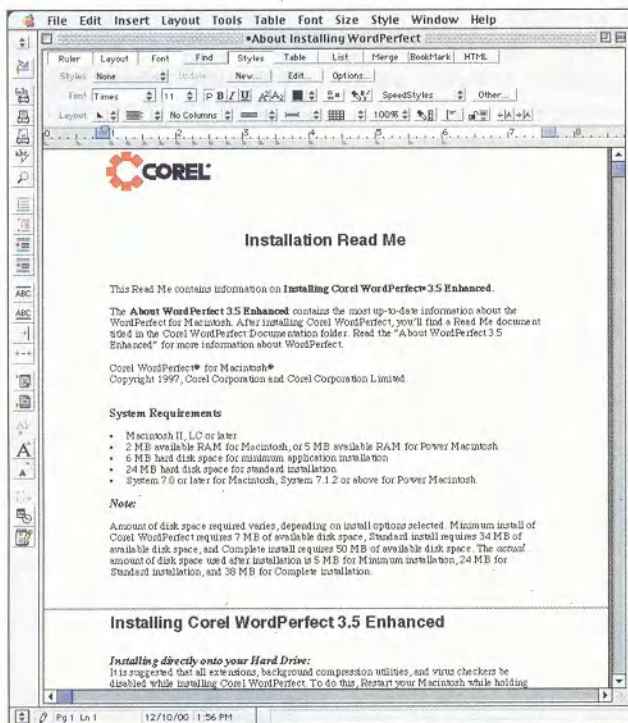 File Edit Insert Layout Tools Table Font Size Style Window Help
•About Installing WordPerfect
Ruler Layout Font Find Styles Table List Merge BookMark HTML
Styles None Update New... Edit... Options...
Font Times 11 P B I U A²A₂ SpeedStyles Other...
Layout No Columns 100%
0 1 2 3 4 5 6 7 8
COREL®
Installation Read Me
This Read Me contains information on Installing Corel WordPerfect® 3.5 Enhanced.
The About WordPerfect 3.5 Enhanced contains the most up-to-date information about the
WordPerfect for Macintosh. After installing Corel WordPerfect, you'll find a Read Me document
titled in the Corel WordPerfect Documentation folder. Read the "About WordPerfect 3.5
Enhanced" for more information about WordPerfect.
Corel WordPerfect® for Macintosh®
Copyright 1997, Corel Corporation and Corel Corporation Limited.
System Requirements
• Macintosh II, LC or later
• 2 MB available RAM for Macintosh, or 5 MB available RAM for Power Macintosh
• 6 MB hard disk space for minimum application installation
• 24 MB hard disk space for standard installation
• System 7.0 or later for Macintosh, System 7.1.2 or above for Power Macintosh
Note:
Amount of disk space required varies, depending on install options selected. Minimum install of
Corel WordPerfect requires 7 MB of available disk space, Standard install requires 34 MB of
available disk space, and Complete install requires 50 MB of available disk space. The actual
amount of disk space used after installation is 5 MB for Minimum installation, 24 MB for
Standard installation, and 38 MB for Complete installation.
Installing Corel WordPerfect 3.5 Enhanced
Installing directly onto your Hard Drive:
It is suggested that all extensions, background compression utilities, and virus checkers be
disabled while installing Corel WordPerfect. To do this, Restart your Macintosh while holding
abc
ABC
ABC
A
A
Pg 1 Ln 1 12/10/00 1:56 PM